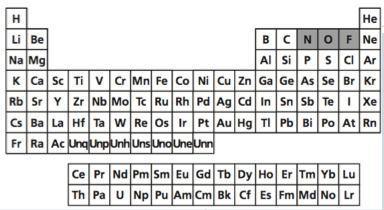 H He
Li Be B C N O F Ne
Na Mg Al Si P S Cl Ar
K Ca Sc Ti V Cr Mn Fe Co Ni Cu Zn Ga Ge As Se Br Kr
Rb Sr Y Zr Nb Mo Tc Ru Rh Pd Ag Cd In Sn Sb Te I Xe
Cs Ba La Hf Ta W Re Os Ir Pt Au Hg Tl Pb Bi Po At Rn
Fr Ra Ac Unq Unp Unh Uns Uno Une Unn
Ce Pr Nd Pm Sm Eu Gd Tb Dy Ho Er Tm Yb Lu
Th Pa U Np Pu Am Cm Bk Cf Es Fm Md No Lr